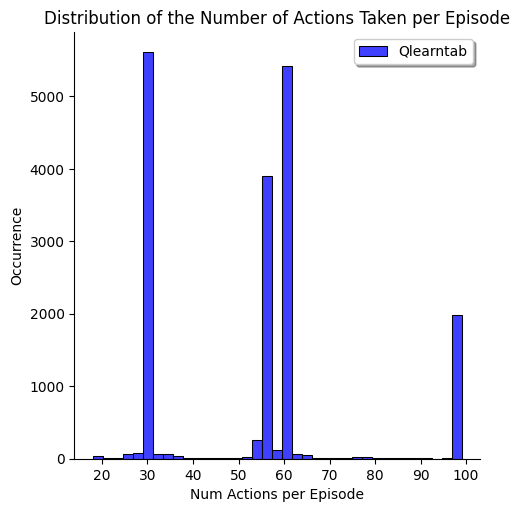 Distribution of the Number of Actions Taken per Episode
Qlearntab
5000
4000
3000
2000
1000
0
Occurrence
20 30 40 50 60 70 80 90 100
Num Actions per Episode